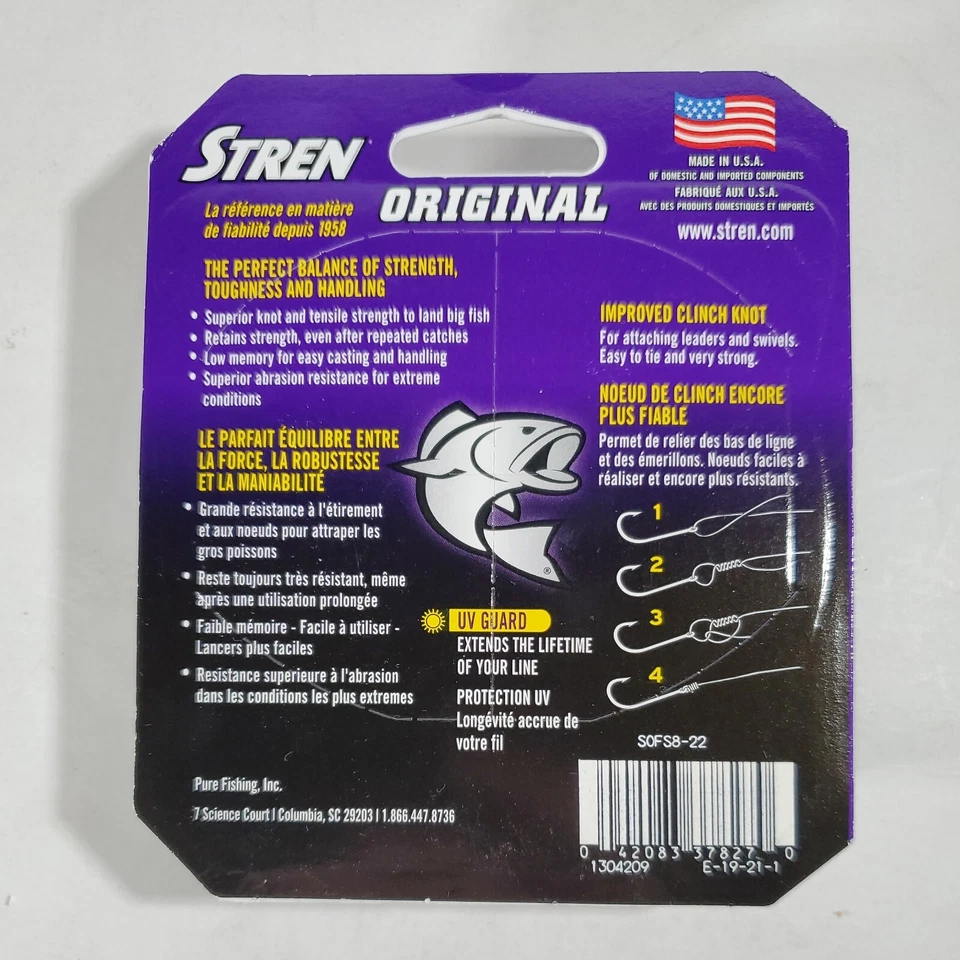 STREN
ORIGINAL
La référence en matière
de fiabilité depuis 1958
MADE IN U.S.A.
OF DOMESTIC AND IMPORTED COMPONENTS
FABRIQUÉ AUX U.S.A.
AVEC DES PRODUITS DOMESTIQUES ET IMPORTÉS
www.stren.com
THE PERFECT BALANCE OF STRENGTH,
TOUGHNESS AND HANDLING
• Superior knot and tensile strength to land big fish
• Retains strength, even after repeated catches
• Low memory for easy casting and handling
• Superior abrasion resistance for extreme
conditions
LE PARFAIT ÉQUILIBRE ENTRE
LA FORCE, LA ROBUSTESSE
ET LA MANIABILITÉ
• Grande résistance à l'étirement
et aux noeuds pour attraper les
gros poissons
• Reste toujours très résistant, même
après une utilisation prolongée
• Faible mémoire - Facile à utiliser -
Lancers plus faciles
• Resistance superieure à l'abrasion
dans les conditions les plus extremes
®
UV GUARD
EXTENDS THE LIFETIME
OF YOUR LINE
PROTECTION UV
Longévité accrue de
votre fil
IMPROVED CLINCH KNOT
For attaching leaders and swivels.
Easy to tie and very strong.
NOEUD DE CLINCH ENCORE
PLUS FIABLE
Permet de relier des bas de ligne
et des émerillons. Noeuds faciles à
réaliser et encore plus résistants.
1
2
3
4
SOFS8-22
0 42083 37827 0
1304209 E-19-21-1
Pure Fishing, Inc.
7 Science Court | Columbia, SC 29203 | 1.866.447.8736